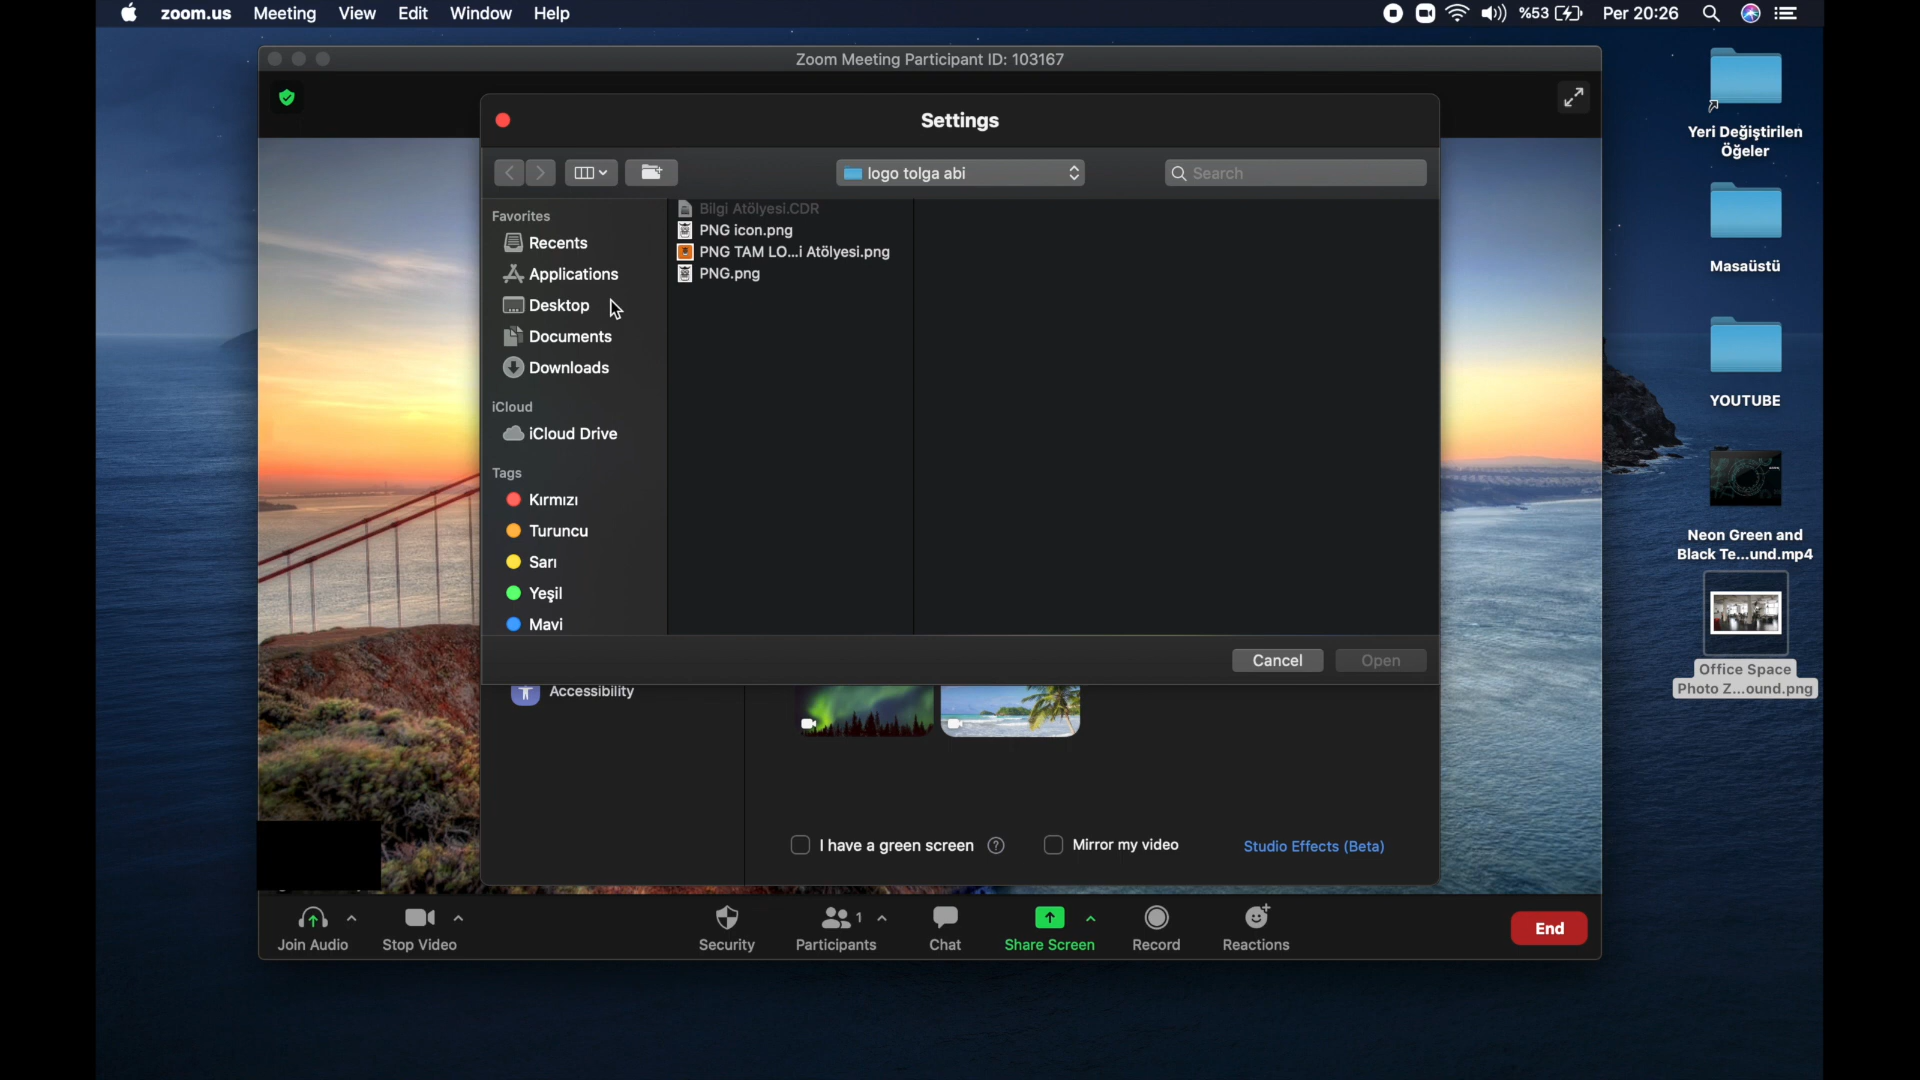 zoom.us Meeting View Edit Window Help
%53 Per 20:26
Zoom Meeting Participant ID: 103167
Settings
logo tolga abi
Search
Favorites
Recents
Applications
Desktop
Documents
Downloads
iCloud
iCloud Drive
Tags
Kırmızı
Turuncu
Sarı
Yeşil
Mavi
Bilgi Atölyesi.CDR
PNG icon.png
PNG TAM LO...i Atölyesi.png
PNG.png
Cancel Open
Accessibility
I have a green screen ?
Mirror my video
Studio Effects (Beta)
Join Audio
Stop Video
Security
1
Participants
Chat
Share Screen
Record
Reactions
End
Yeri Değiştirilen
Öğeler
Masaüstü
YOUTUBE
Neon Green and
Black Te...und.mp4
Office Space
Photo Z...ound.png